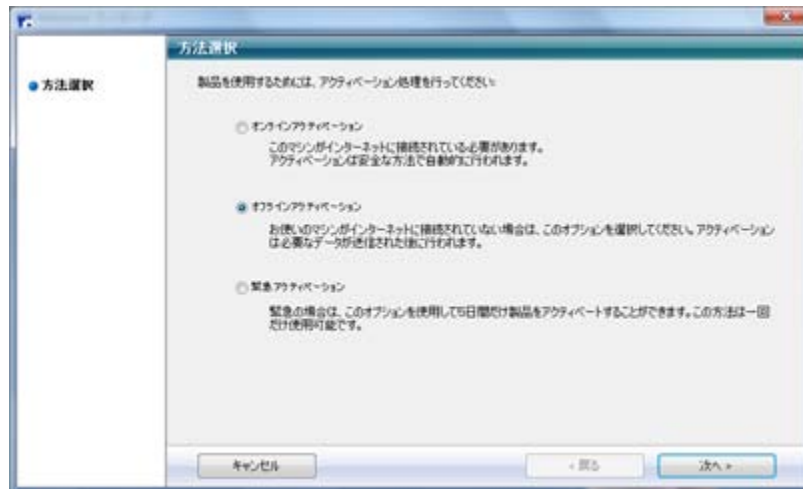 方法選択
方法選択
製品を使用するためには、アクティベーション処理を行ってください:
オンラインアクティベーション
このマシンがインターネットに接続されている必要があります。
アクティベーションは安全な方法で自動的に行われます。
オフラインアクティベーション
お使いのマシンがインターネットに接続されていない場合は、このオプションを選択してください。アクティベーション
は必要なデータが送信された後に行われます。
緊急アクティベーション
緊急の場合は、このオプションを使用して5日間だけ製品をアクティベートすることができます。この方法は一回
だけ使用可能です。
キャンセル
< 戻る
次へ >